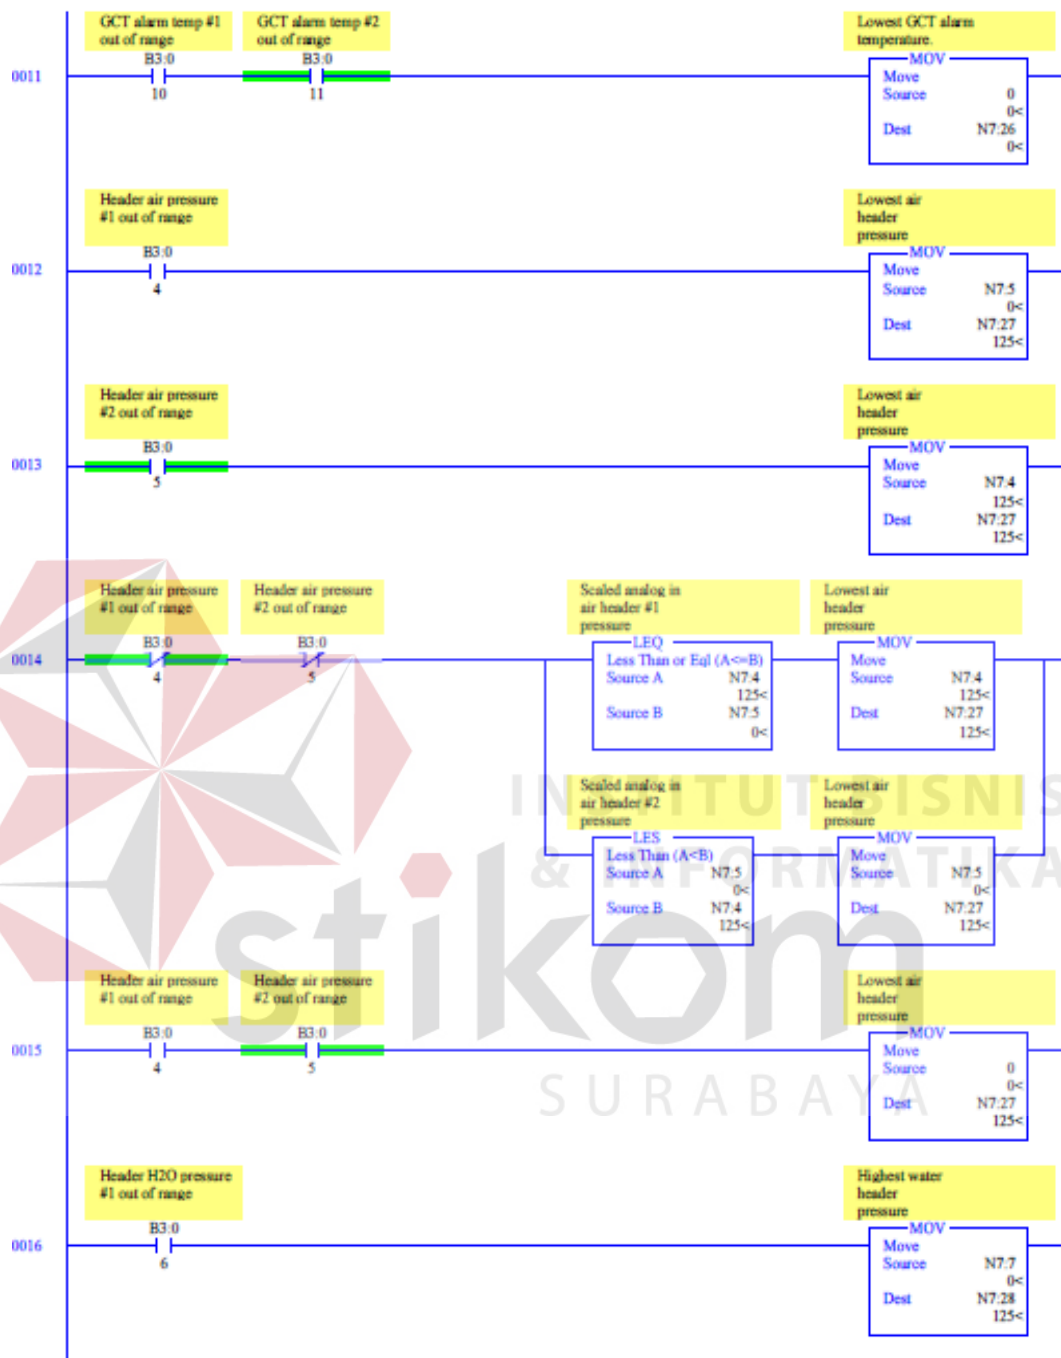 GCT alarm temp #1
out of range
GCT alarm temp #2
out of range
Lowest GCT alarm
temperature.
0011
B3:0
10
B3:0
11
MOV
Move
Source 0
0<
Dest N7:26
0<
Header air pressure
#1 out of range
Lowest air
header
pressure
0012
B3:0
4
MOV
Move
Source N7:5
0<
Dest N7:27
125<
Header air pressure
#2 out of range
Lowest air
header
pressure
0013
B3:0
5
MOV
Move
Source N7:4
125<
Dest N7:27
125<
Header air pressure
#1 out of range
Header air pressure
#2 out of range
Scaled analog in
air header #1
pressure
Lowest air
header
pressure
0014
B3:0
4
B3:0
5
LEQ
Less Than or Eql (A<=B)
Source A N7:4
125<
Source B N7:5
0<
MOV
Move
Source N7:4
125<
Dest N7:27
125<
Scaled analog in
air header #2
pressure
Lowest air
header
pressure
LES
Less Than (A<B)
Source A N7:5
0<
Source B N7:4
125<
MOV
Move
Source N7:5
0<
Dest N7:27
125<
INSTITUT BISNIS
& INFORMATIKA
stikom
SURABAYA
Header air pressure
#1 out of range
Header air pressure
#2 out of range
Lowest air
header
pressure
0015
B3:0
4
B3:0
5
MOV
Move
Source 0
0<
Dest N7:27
125<
Header H2O pressure
#1 out of range
Highest water
header
pressure
0016
B3:0
6
MOV
Move
Source N7:7
0<
Dest N7:28
125<